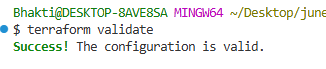 Bhakti@DESKTOP-8AVE8SA MINGW64 ~/Desktop/june
$ terraform validate
Success! The configuration is valid.